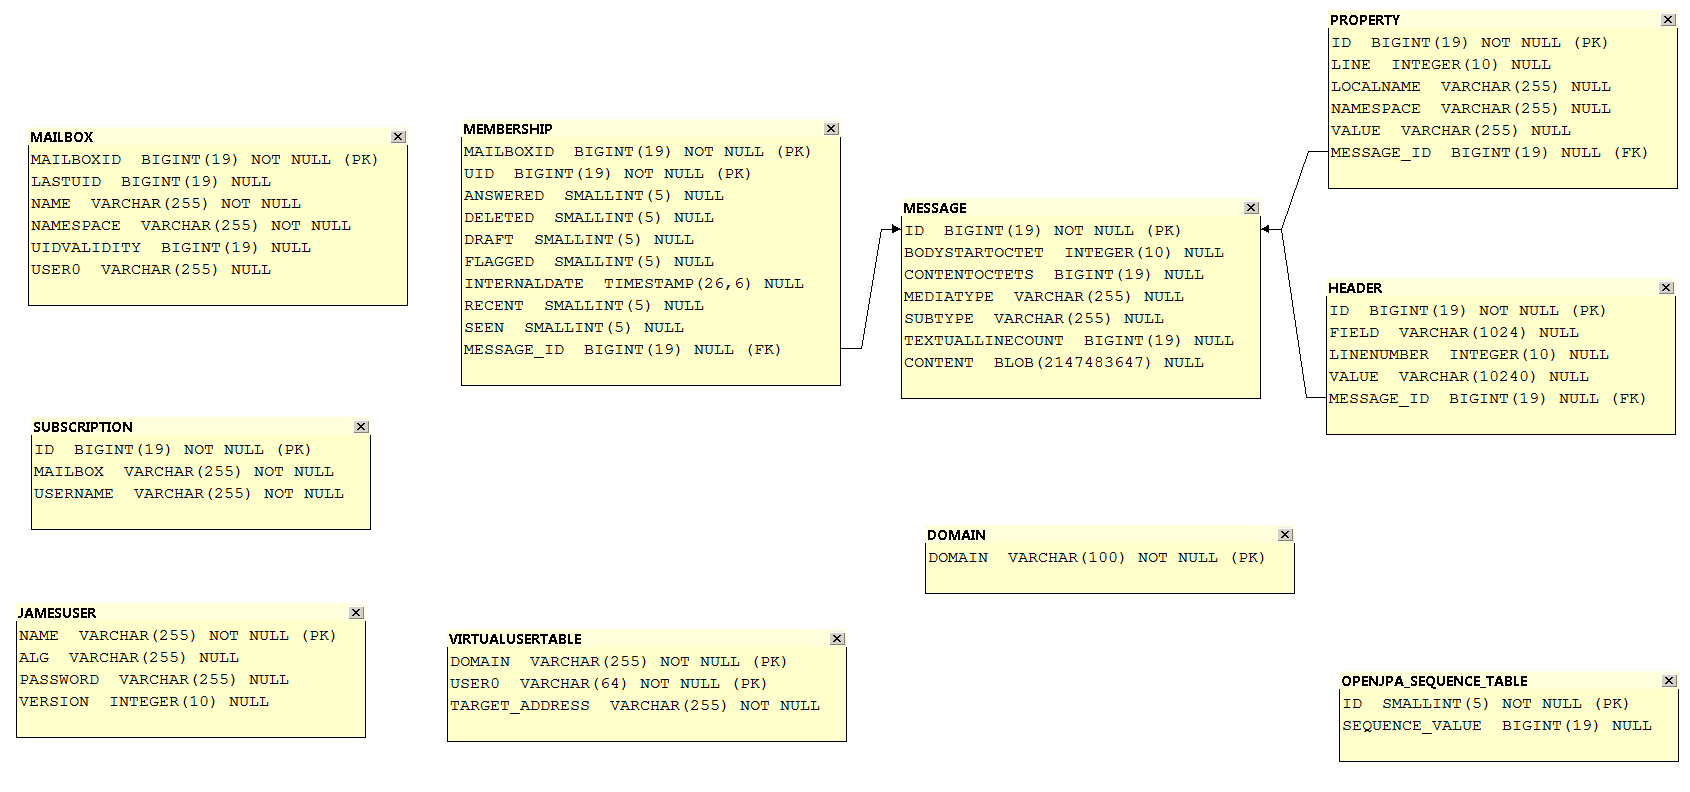 MAILBOX
MAILBOXID BIGINT(19) NOT NULL (PK)
LASTUID BIGINT(19) NULL
NAME VARCHAR(255) NOT NULL
NAMESPACE VARCHAR(255) NOT NULL
UIDVALIDITY BIGINT(19) NULL
USER0 VARCHAR(255) NULL
MEMBERSHIP
MAILBOXID BIGINT(19) NOT NULL (PK)
UID BIGINT(19) NOT NULL (PK)
ANSWERED SMALLINT(5) NULL
DELETED SMALLINT(5) NULL
DRAFT SMALLINT(5) NULL
FLAGGED SMALLINT(5) NULL
INTERNALDATE TIMESTAMP(26,6) NULL
RECENT SMALLINT(5) NULL
SEEN SMALLINT(5) NULL
MESSAGE_ID BIGINT(19) NULL (FK)
MESSAGE
ID BIGINT(19) NOT NULL (PK)
BODYSTARTOCTET INTEGER(10) NULL
CONTENTOCTETS BIGINT(19) NULL
MEDIATYPE VARCHAR(255) NULL
SUBTYPE VARCHAR(255) NULL
TEXTUALLINECOUNT BIGINT(19) NULL
CONTENT BLOB(2147483647) NULL
PROPERTY
ID BIGINT(19) NOT NULL (PK)
LINE INTEGER(10) NULL
LOCALNAME VARCHAR(255) NULL
NAMESPACE VARCHAR(255) NULL
VALUE VARCHAR(255) NULL
MESSAGE_ID BIGINT(19) NULL (FK)
HEADER
ID BIGINT(19) NOT NULL (PK)
FIELD VARCHAR(1024) NULL
LINENUMBER INTEGER(10) NULL
VALUE VARCHAR(10240) NULL
MESSAGE_ID BIGINT(19) NULL (FK)
SUBSCRIPTION
ID BIGINT(19) NOT NULL (PK)
MAILBOX VARCHAR(255) NOT NULL
USERNAME VARCHAR(255) NOT NULL
DOMAIN
DOMAIN VARCHAR(100) NOT NULL (PK)
JAMESUSER
NAME VARCHAR(255) NOT NULL (PK)
ALG VARCHAR(255) NULL
PASSWORD VARCHAR(255) NULL
VERSION INTEGER(10) NULL
VIRTUALUSERTABLE
DOMAIN VARCHAR(255) NOT NULL (PK)
USER0 VARCHAR(64) NOT NULL (PK)
TARGET_ADDRESS VARCHAR(255) NOT NULL
OPENJPA_SEQUENCE_TABLE
ID SMALLINT(5) NOT NULL (PK)
SEQUENCE_VALUE BIGINT(19) NULL